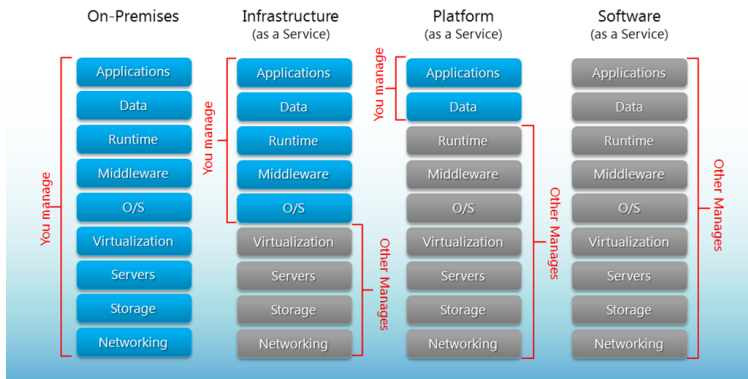 On-Premises
Applications
Data
Runtime
Middleware
O/S
Virtualization
Servers
Storage
Networking
You manage
Infrastructure
(as a Service)
Applications
Data
Runtime
Middleware
O/S
Virtualization
Servers
Storage
Networking
You manage
Other Manages
Platform
(as a Service)
Applications
Data
Runtime
Middleware
O/S
Virtualization
Servers
Storage
Networking
You manage
Other Manages
Software
(as a Service)
Applications
Data
Runtime
Middleware
O/S
Virtualization
Servers
Storage
Networking
Other Manages